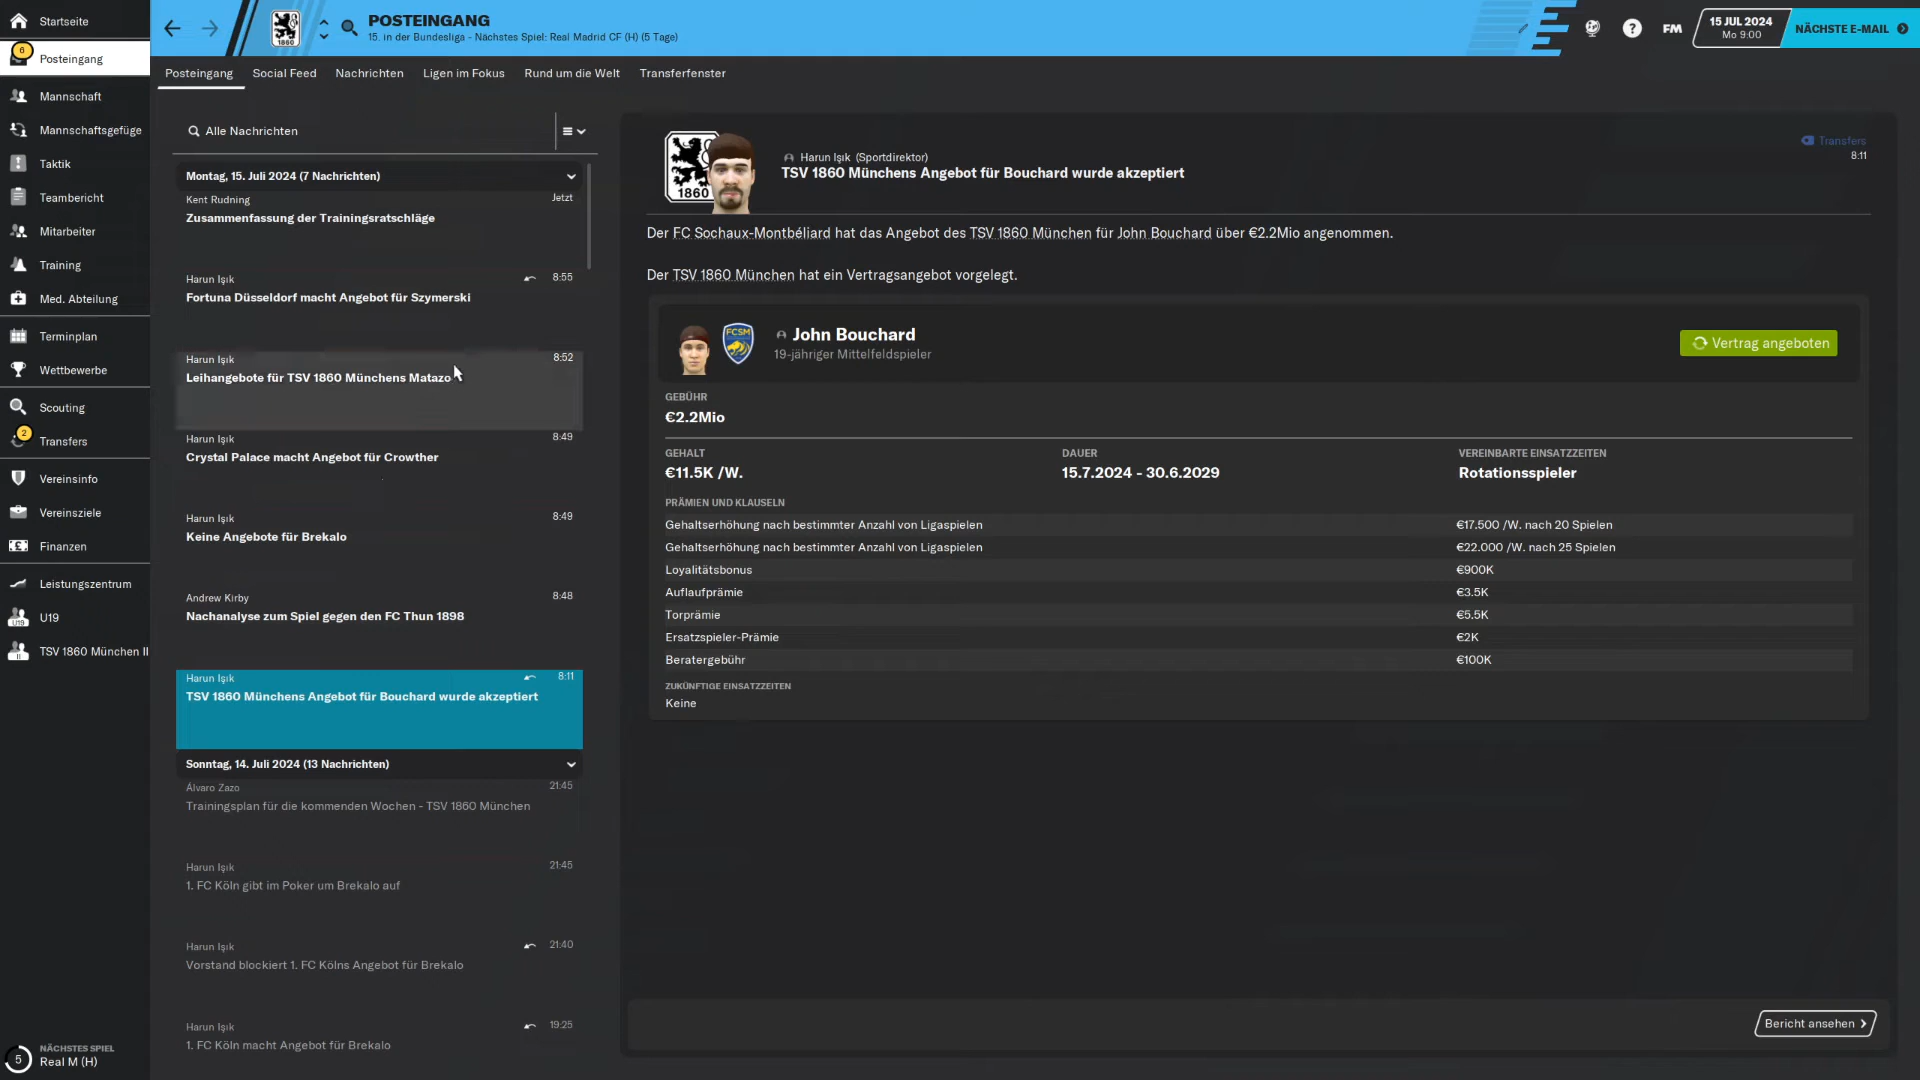 Startseite
6
Posteingang
Mannschaft
Mannschaftsgefüge
Taktik
Teambericht
Mitarbeiter
Training
Med. Abteilung
Terminplan
Wettbewerbe
Scouting
2
Transfers
Vereinsinfo
Vereinsziele
Finanzen
Leistungszentrum
U19
TSV 1860 München II
5
NÄCHSTES SPIEL
Real M (H)
1860
POSTEINGANG
15. in der Bundesliga - Nächstes Spiel: Real Madrid CF (H) (5 Tage)
?
FM
15 JUL 2024
Mo 9:00
NÄCHSTE E-MAIL
Posteingang
Social Feed
Nachrichten
Ligen im Fokus
Rund um die Welt
Transferfenster
Alle Nachrichten
Montag, 15. Juli 2024 (7 Nachrichten)
Kent Rudning
Jetzt
Zusammenfassung der Trainingsratschläge
Harun Işık
8:55
Fortuna Düsseldorf macht Angebot für Szymerski
Harun Işık
8:52
Leihangebote für TSV 1860 Münchens Matazo
Harun Işık
8:49
Crystal Palace macht Angebot für Crowther
Harun Işık
8:49
Keine Angebote für Brekalo
Andrew Kirby
8:48
Nachanalyse zum Spiel gegen den FC Thun 1898
Harun Işık
8:11
TSV 1860 Münchens Angebot für Bouchard wurde akzeptiert
Sonntag, 14. Juli 2024 (13 Nachrichten)
Álvaro Zazo
21:45
Trainingsplan für die kommenden Wochen - TSV 1860 München
Harun Işık
21:45
1. FC Köln gibt im Poker um Brekalo auf
Harun Işık
21:40
Vorstand blockiert 1. FC Kölns Angebot für Brekalo
Harun Işık
19:25
1. FC Köln macht Angebot für Brekalo
1860
Harun Işık (Sportdirektor)
TSV 1860 Münchens Angebot für Bouchard wurde akzeptiert
Transfers
8:11
Der FC Sochaux-Montbéliard hat das Angebot des TSV 1860 München für John Bouchard über €2.2Mio angenommen.
Der TSV 1860 München hat ein Vertragsangebot vorgelegt.
FCSM
John Bouchard
19-jähriger Mittelfeldspieler
Vertrag angeboten
GEBÜHR
€2.2Mio
GEHALT
€11.5K /W.
DAUER
15.7.2024 - 30.6.2029
VEREINBARTE EINSATZZEITEN
Rotationsspieler
PRÄMIEN UND KLAUSELN
Gehaltserhöhung nach bestimmter Anzahl von Ligaspielen €17.500 /W. nach 20 Spielen
Gehaltserhöhung nach bestimmter Anzahl von Ligaspielen €22.000 /W. nach 25 Spielen
Loyalitätsbonus €900K
Auflaufprämie €3.5K
Torprämie €5.5K
Ersatzspieler-Prämie €2K
Beratergebühr €100K
ZUKÜNFTIGE EINSATZZEITEN
Keine
Bericht ansehen